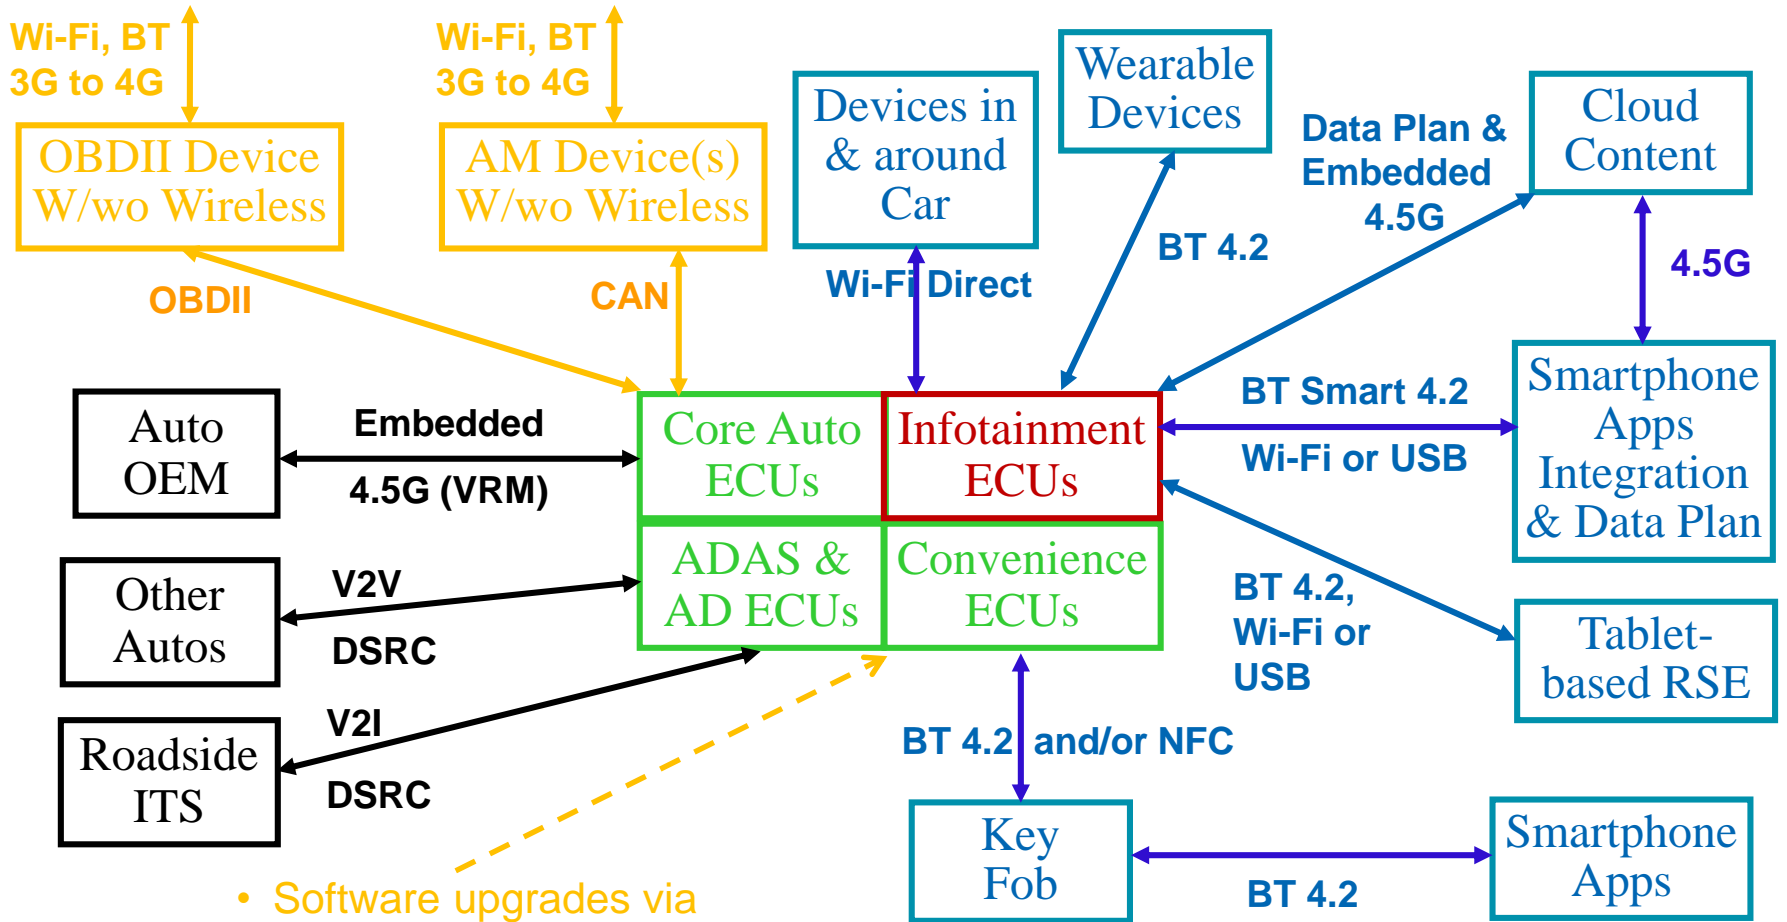 Wi-Fi, BT
3G to 4G
Wi-Fi, BT
3G to 4G
OBDII Device
W/wo Wireless
AM Device(s)
W/wo Wireless
Devices in
& around
Car
Wearable
Devices
Data Plan &
Embedded
4.5G
Cloud
Content
OBDII
CAN
Wi-Fi Direct
BT 4.2
4.5G
Auto
OEM
Embedded
4.5G (VRM)
Core Auto
ECUs
Infotainment
ECUs
BT Smart 4.2
Wi-Fi or USB
Smartphone
Apps
Integration
& Data Plan
Other
Autos
V2V
DSRC
ADAS &
AD ECUs
Convenience
ECUs
BT 4.2,
Wi-Fi or
USB
Tablet-
based RSE
Roadside
ITS
V2I
DSRC
BT 4.2 and/or NFC
Key
Fob
BT 4.2
Smartphone
Apps
• Software upgrades via